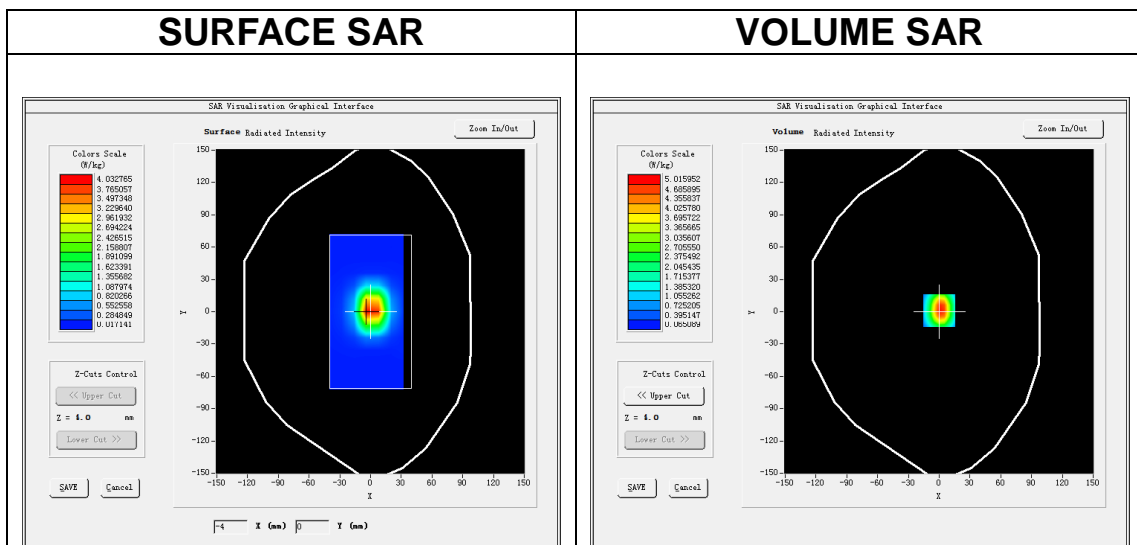 SURFACE SAR
VOLUME SAR
SAR Visualisation Graphical Interface
Surface Radiated Intensity
Zoom In/Out
Colors Scale
(W/kg)
4.032765
3.765057
3.497348
3.229640
2.961932
2.694224
2.426515
2.158807
1.891099
1.623391
1.355682
1.087974
0.820266
0.552558
0.284849
0.017141
Z-Cuts Control
<< Upper Cut
Z = 4.0 mm
Lower Cut >>
SAVE Cancel
150
120
90
60
30
0
-30
-60
-90
-120
-150
Y
-150 -120 -90 -60 -30 0 30 60 90 120 150
X
-4 X (mm) 0 Y (mm)
SAR Visualisation Graphical Interface
Volume Radiated Intensity
Zoom In/Out
Colors Scale
(W/kg)
5.015952
4.685895
4.355837
4.025780
3.695722
3.365665
3.035607
2.705550
2.375492
2.045435
1.715377
1.385320
1.055262
0.725205
0.395147
0.065089
Z-Cuts Control
<< Upper Cut
Z = 4.0 mm
Lower Cut >>
SAVE Cancel
150
120
90
60
30
0
-30
-60
-90
-120
-150
Y
-150 -120 -90 -60 -30 0 30 60 90 120 150
X